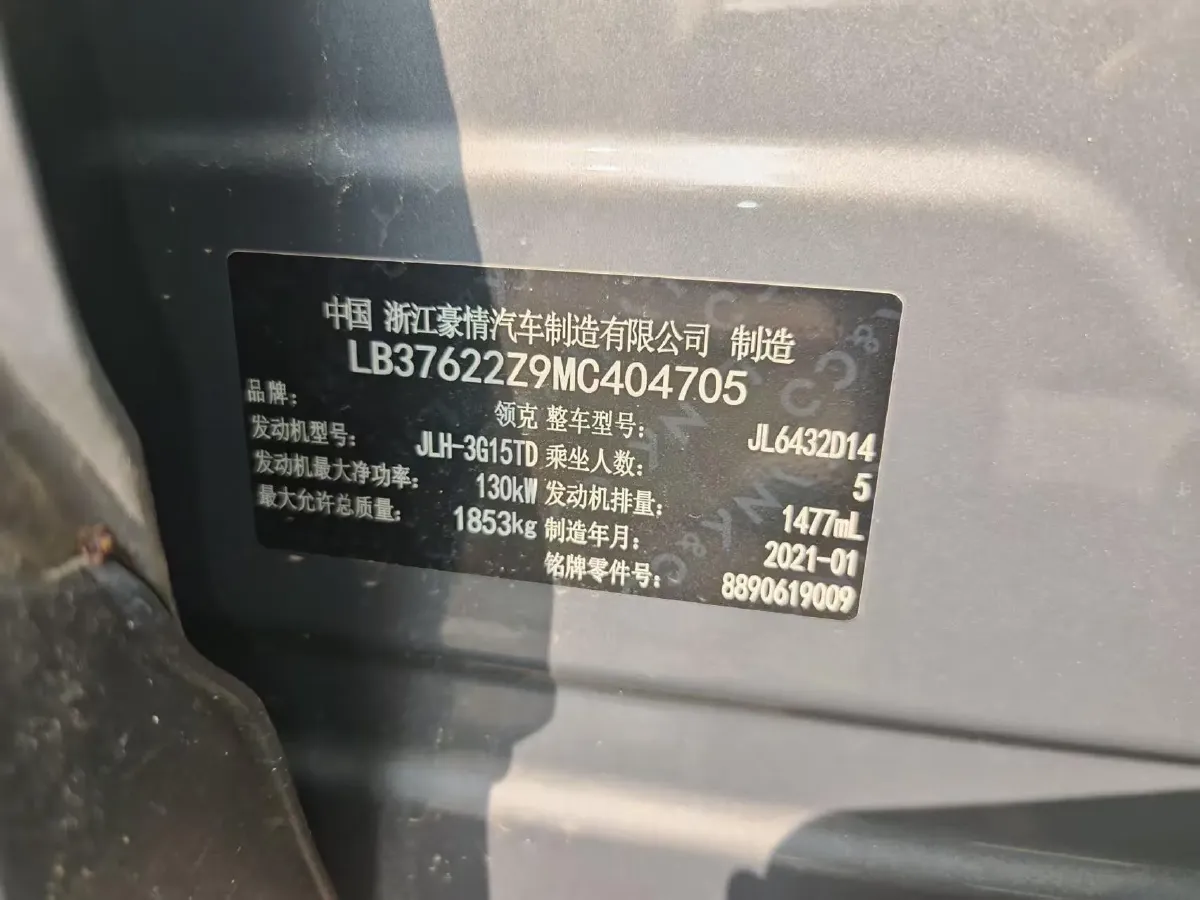 中国 浙江豪情汽车制造有限公司 制造
LB37622Z9MC404705
品牌: 领克 整车型号: JL6432D14
发动机型号: JLH-3G15TD 乘坐人数: 5
发动机最大净功率: 130kW 发动机排量: 1477mL
最大允许总质量: 1853kg 制造年月: 2021-01
铭牌零件号: 8890619009